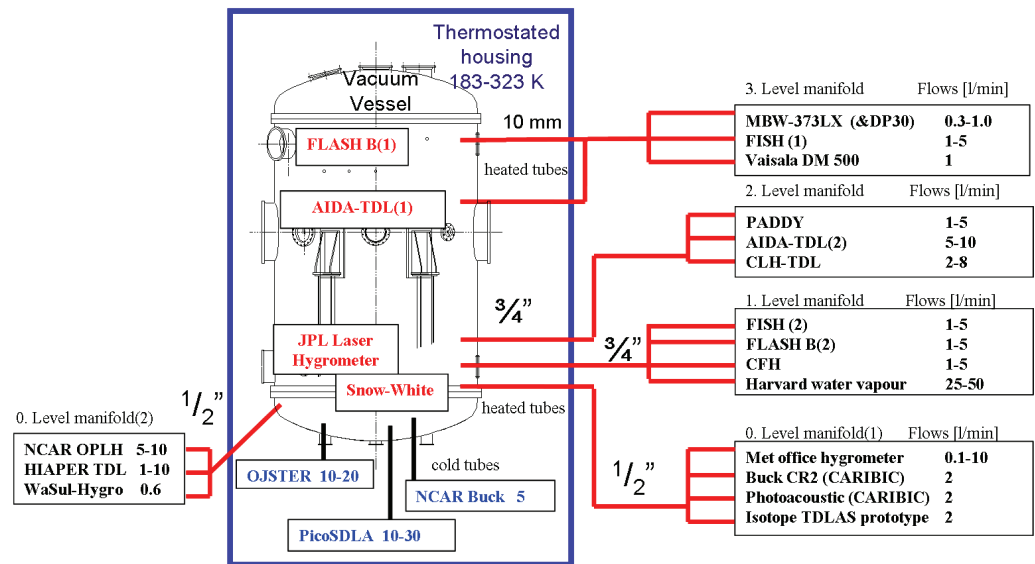 Thermostated
housing
183-323 K
Vacuum
Vessel
FLASH B(1)
10 mm
heated tubes
AIDA-TDL(1)
¾”
JPL Laser
Hygrometer
¾”
Snow-White
heated tubes
½”
cold tubes
½”
OJSTER 10-20
NCAR Buck 5
PicoSDLA 10-30
0. Level manifold(2)
NCAR OPLH 5-10
HIAPER TDL 1-10
WaSul-Hygro 0.6
3. Level manifold Flows [l/min]
MBW-373LX (&DP30) 0.3-1.0
FISH (1) 1-5
Vaisala DM 500 1
2. Level manifold Flows [l/min]
PADDY 1-5
AIDA-TDL(2) 5-10
CLH-TDL 2-8
1. Level manifold Flows [l/min]
FISH (2) 1-5
FLASH B(2) 1-5
CFH 1-5
Harvard water vapour 25-50
0. Level manifold(1) Flows [l/min]
Met office hygrometer 0.1-10
Buck CR2 (CARIBIC) 2
Photoacoustic (CARIBIC) 2
Isotope TDLAS prototype 2